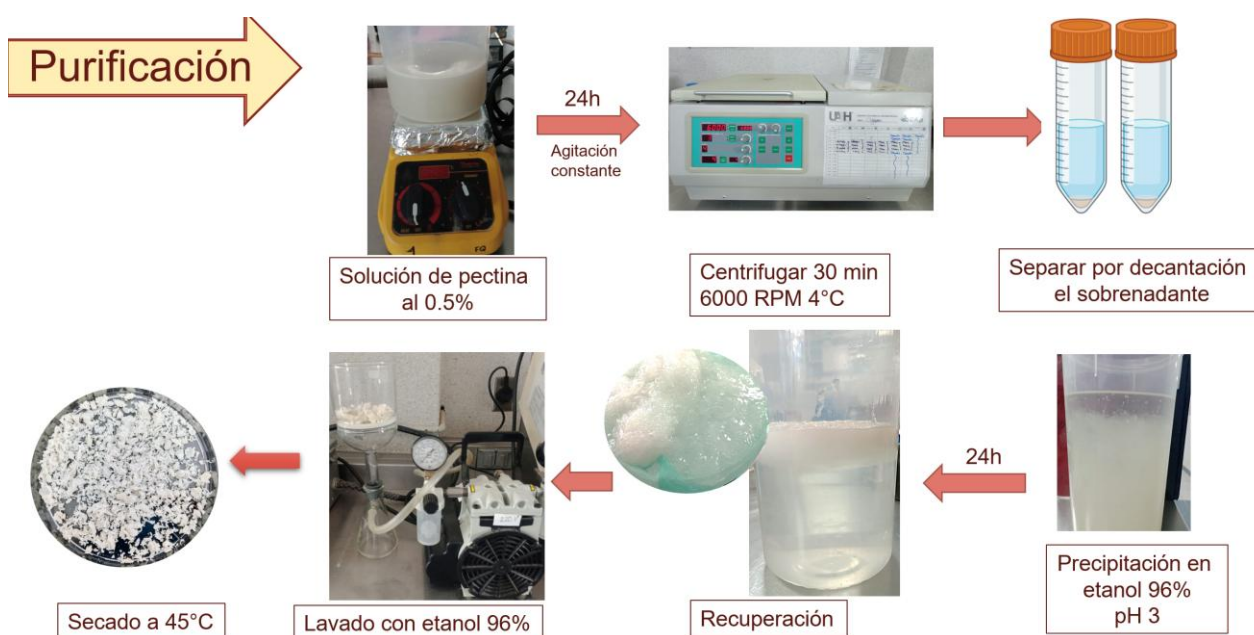 Purificación
24h
Agitación
constante
Solución de pectina
al 0.5%
Centrifugar 30 min
6000 RPM 4°C
Separar por decantación
el sobrenadante
24h
Precipitación en
etanol 96%
pH 3
Recuperación
Lavado con etanol 96%
Secado a 45°C